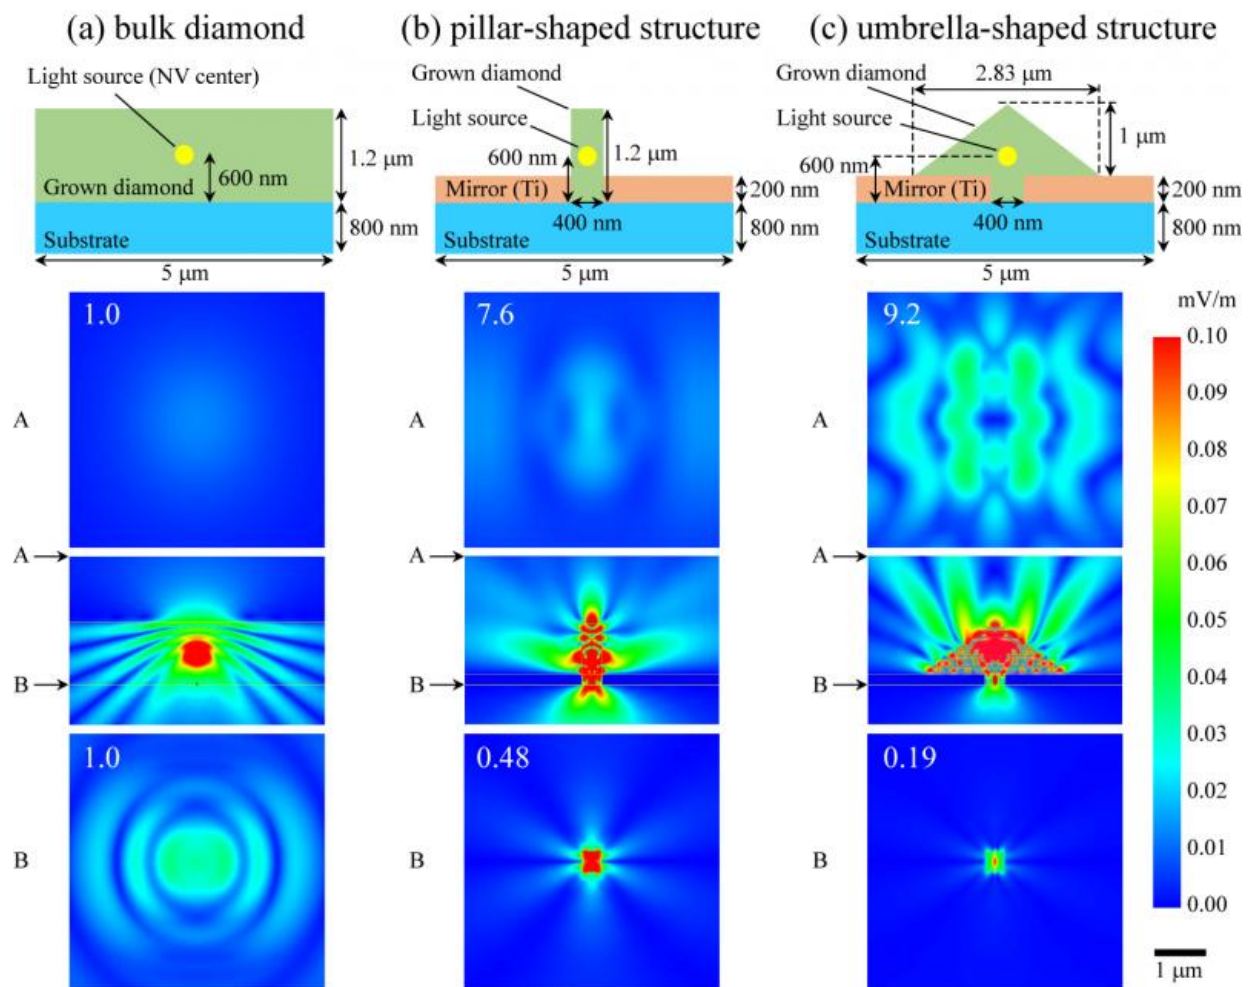 (a) bulk diamond
(b) pillar-shaped structure
(c) umbrella-shaped structure
Light source (NV center)
600 nm
1.2 μm
Grown diamond
800 nm
Substrate
5 μm
Grown diamond
Light source
600 nm
1.2 μm
Mirror (Ti)
200 nm
400 nm
800 nm
Substrate
5 μm
Grown diamond
2.83 μm
Light source
1 μm
600 nm
Mirror (Ti)
200 nm
400 nm
800 nm
Substrate
5 μm
A
1.0
7.6
9.2
A
B
A
B
A
B
B
1.0
A
0.48
B
0.19
A
B
mV/m
0.10
0.09
0.08
0.07
0.06
0.05
0.04
0.03
0.02
0.01
0.00
1 μm